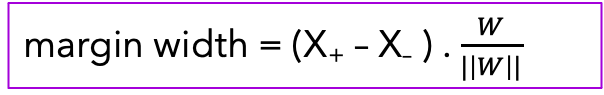 margin width = (X₊ – X₋ ) . W / ||W||